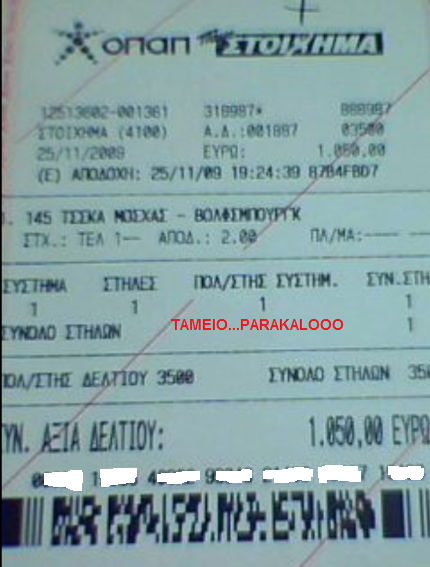 οπαπ ΣΤΟΙΧΗΜΑ
12513602-001361 318987* 888987
ΣΤΟΙΧΗΜΑ (4100) Α.Δ.:001887 03500
25/11/2009 ΕΥΡΩ: 1.050,00
(Ε) ΑΠΟΔΟΧΗ: 25/11/09 19:24:39 87B4FBD7
1. 145 ΤΣΣΚΑ ΜΟΣΧΑΣ - ΒΟΛΦΣΜΠΟΥΡΓΚ
ΣΤΧ.: ΤΕΛ 1-- ΑΠΟΔ.: 2.00 ΠΛ/ΜΑ:---- ----
ΣΥΣΤΗΜΑ ΣΤΗΛΕΣ ΠΟΛ/ΣΤΗΣ ΣΥΣΤΗΜ. ΣΥΝ.ΣΤΗ
1 1 1 1
ΣΥΝΟΛΟ ΣΤΗΛΩΝ 1
TAMEIO...PARAKALOOO
ΠΟΛ/ΣΤΗΣ ΔΕΛΤΙΟΥ 3500 ΣΥΝΟΛΟ ΣΤΗΛΩΝ 350
ΣΥΝ. ΑΞΙΑ ΔΕΛΤΙΟΥ: 1.050,00 ΕΥΡΩ